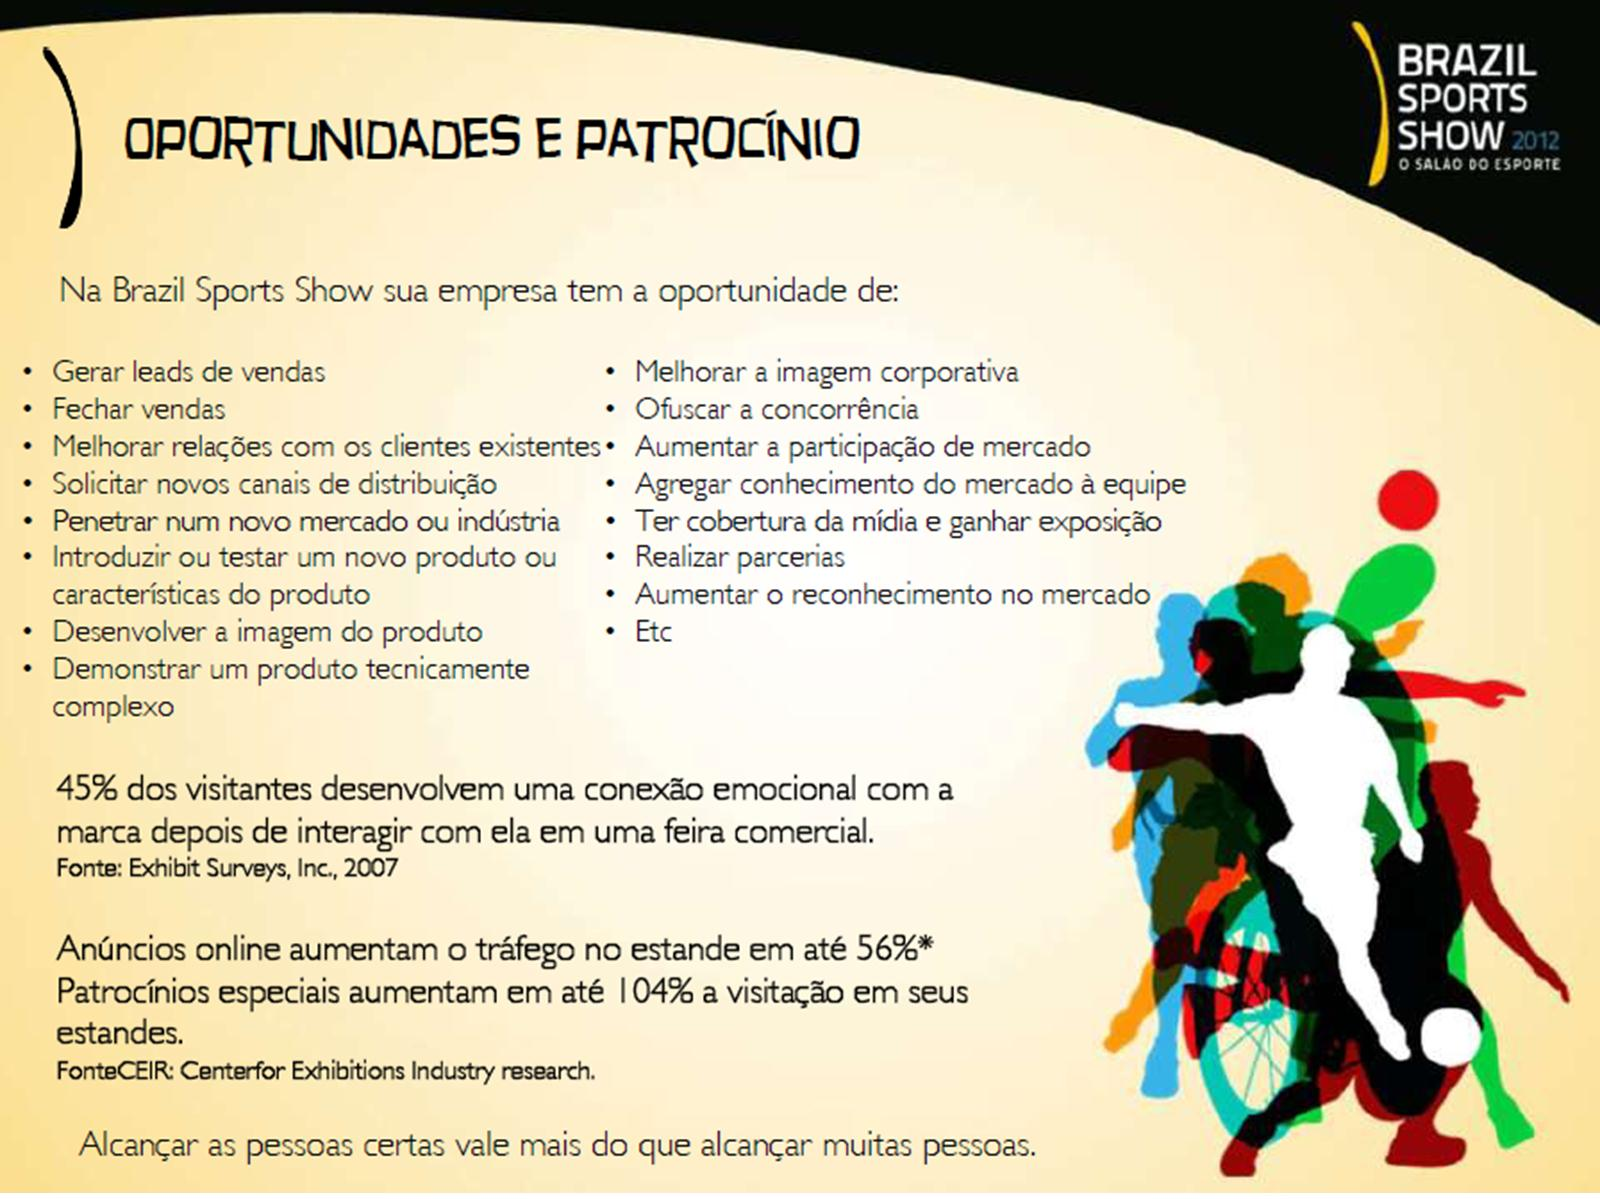 BRAZIL
SPORTS
SHOW 2012
O SALÃO DO ESPORTE
OPORTUNIDADES E PATROCÍNIO
Na Brazil Sports Show sua empresa tem a oportunidade de:
• Gerar leads de vendas
• Fechar vendas
• Melhorar relações com os clientes existentes
• Solicitar novos canais de distribuição
• Penetrar num novo mercado ou indústria
• Introduzir ou testar um novo produto ou
características do produto
• Desenvolver a imagem do produto
• Demonstrar um produto tecnicamente
complexo
• Melhorar a imagem corporativa
• Ofuscar a concorrência
• Aumentar a participação de mercado
• Agregar conhecimento do mercado à equipe
• Ter cobertura da mídia e ganhar exposição
• Realizar parcerias
• Aumentar o reconhecimento no mercado
• Etc
45% dos visitantes desenvolvem uma conexão emocional com a
marca depois de interagir com ela em uma feira comercial.
Fonte: Exhibit Surveys, Inc., 2007
Anúncios online aumentam o tráfego no estande em até 56%*
Patrocínios especiais aumentam em até 104% a visitação em seus
estandes.
FonteCEIR: Centerfor Exhibitions Industry research.
Alcançar as pessoas certas vale mais do que alcançar muitas pessoas.